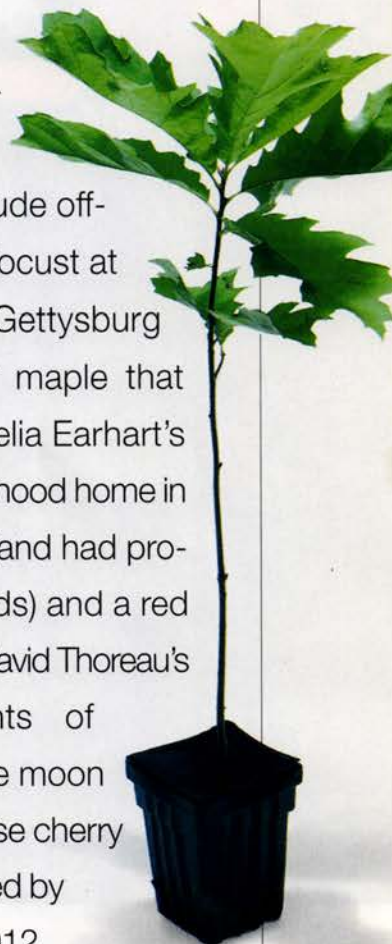 ude off-
ocust at
Gettysburg
maple that
elia Earhart's
hood home in
and had pro-
ds) and a red
avid Thoreau's
nts of
e moon
se cherry
ed by